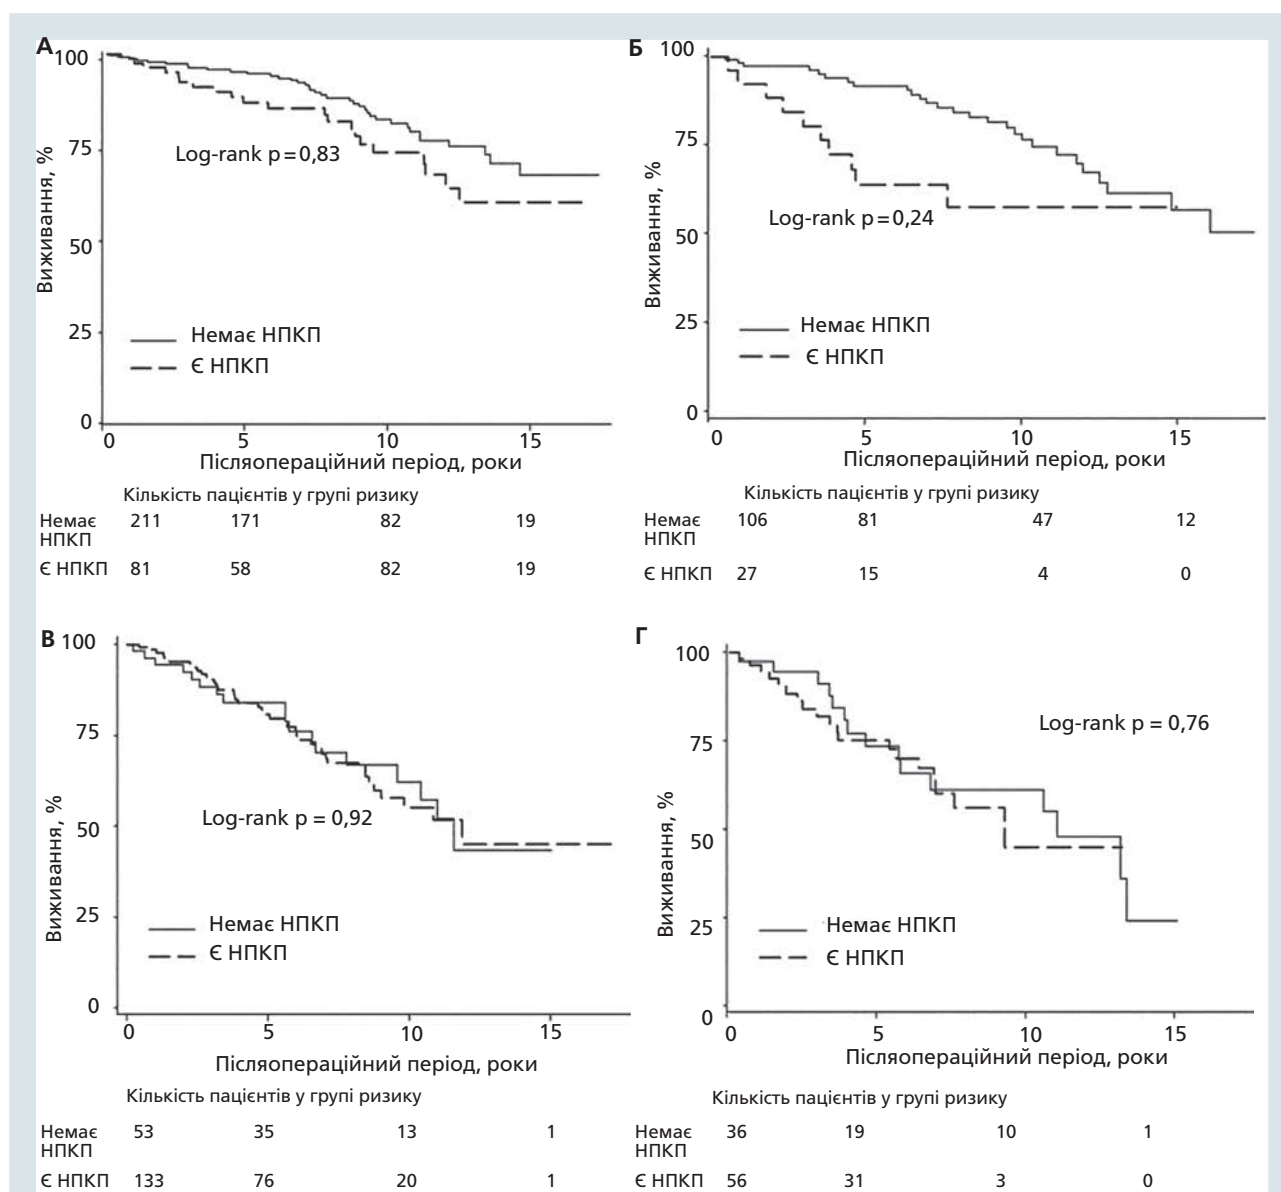 А
100
75
50
25
0
Виживання, %
Log-rank p = 0,83
Немає НПКП
Є НПКП
0 5 10 15
Післяопераційний період, роки
Кількість пацієнтів у групі ризику
Немає 211 171 82 19
НПКП
Є НПКП 81 58 82 19
Б
100
75
50
25
0
Виживання, %
Log-rank p = 0,24
Немає НПКП
Є НПКП
0 5 10 15
Післяопераційний період, роки
Кількість пацієнтів у групі ризику
Немає 106 81 47 12
НПКП
Є НПКП 27 15 4 0
В
100
75
50
25
0
Виживання, %
Log-rank p = 0,92
Немає НПКП
Є НПКП
0 5 10 15
Післяопераційний період, роки
Кількість пацієнтів у групі ризику
Немає 53 35 13 1
НПКП
Є НПКП 133 76 20 1
Г
100
75
50
25
0
Виживання, %
Log-rank p = 0,76
Немає НПКП
Є НПКП
0 5 10 15
Післяопераційний період, роки
Кількість пацієнтів у групі ризику
Немає 36 19 10 1
НПКП
Є НПКП 56 31 3 0